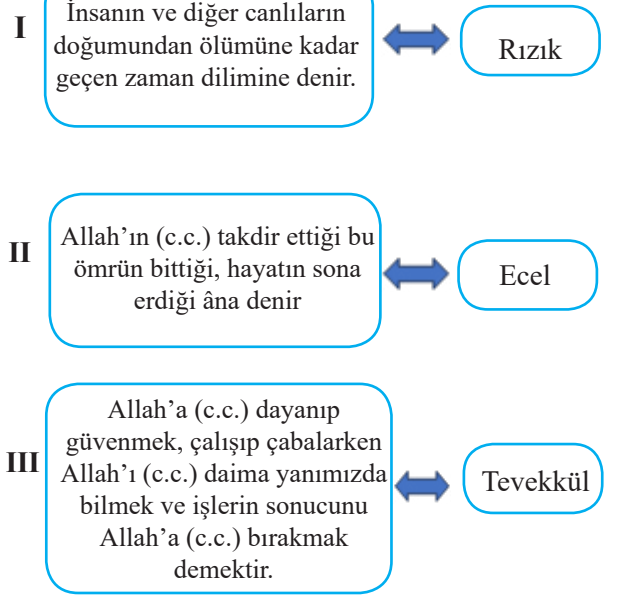 I
İnsanın ve diğer canlıların
doğumundan ölümüne kadar
geçen zaman dilimine denir.
Rızık
II
Allah’ın (c.c.) takdir ettiği bu
ömrün bittiği, hayatın sona
erdiği âna denir
Ecel
III
Allah’a (c.c.) dayanıp
güvenmek, çalışıp çabalarken
Allah’ı (c.c.) daima yanımızda
bilmek ve işlerin sonucunu
Allah’a (c.c.) bırakmak
demektir.
Tevekkül